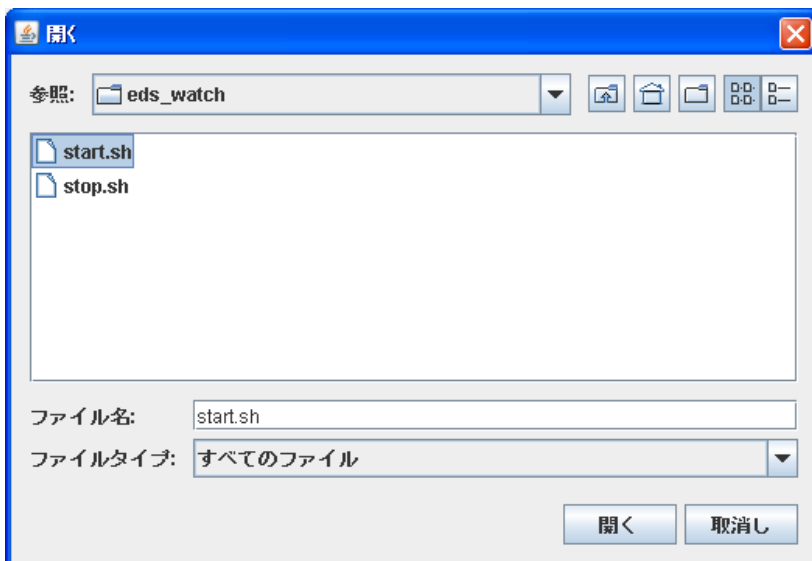 開く
参照: eds_watch
start.sh
stop.sh
ファイル名: start.sh
ファイルタイプ: すべてのファイル
開く 取消し